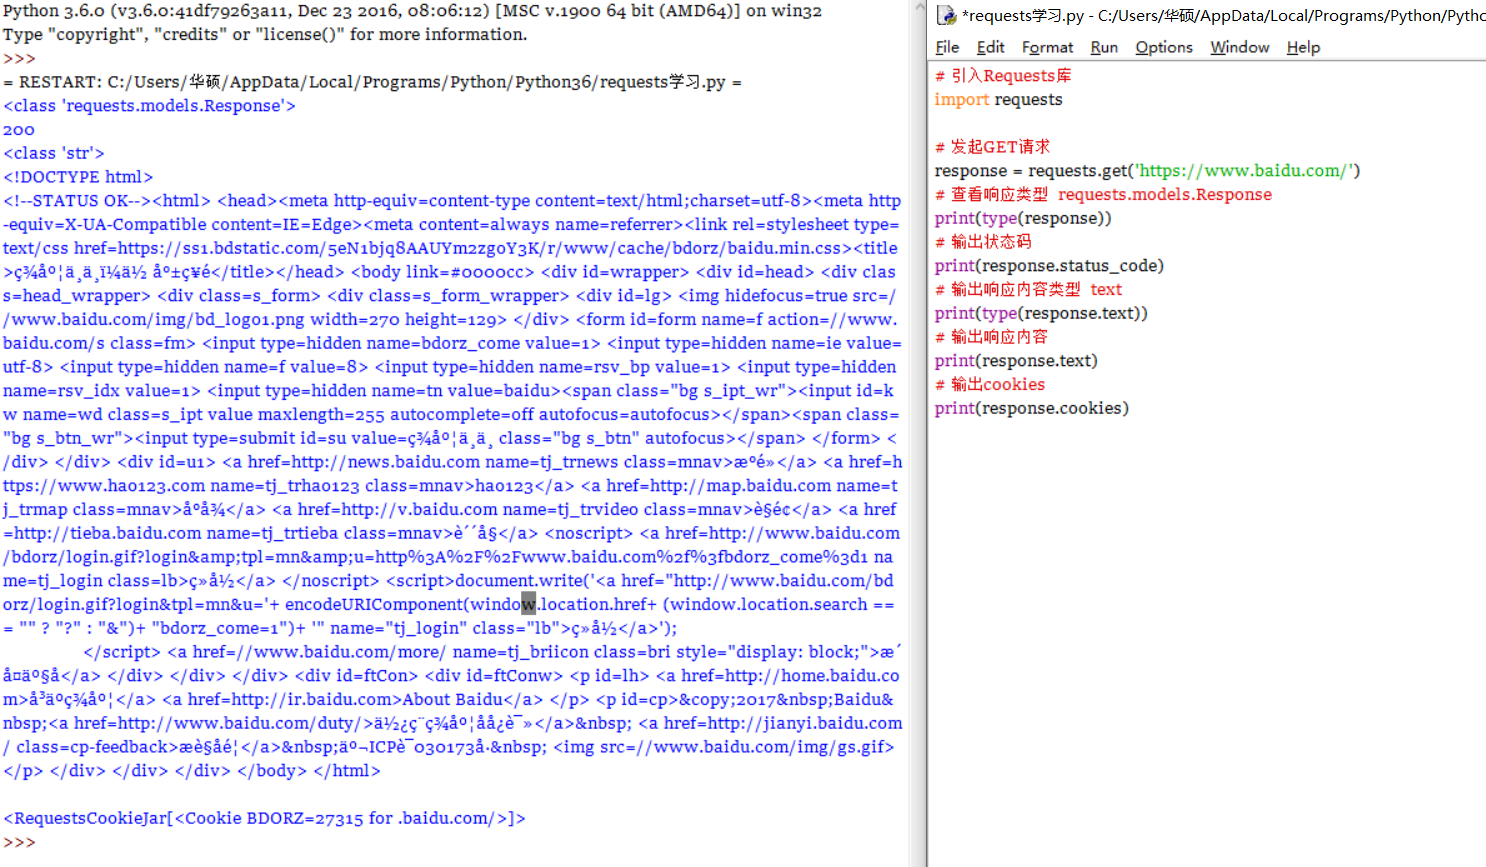 Python 3.6.0 (v3.6.0:41df79263a11, Dec 23 2016, 08:06:12) [MSC v.1900 64 bit (AMD64)] on win32
Type "copyright", "credits" or "license()" for more information.
>>>
= RESTART: C:/Users/华硕/AppData/Local/Programs/Python/Python36/requests学习.py =
<class 'requests.models.Response'>
200
<class 'str'>
<!DOCTYPE html>
<!--STATUS OK--><html> <head><meta http-equiv=content-type content=text/html;charset=utf-8><meta http
-equiv=X-UA-Compatible content=IE=Edge><meta content=always name=referrer><link rel=stylesheet type=
text/css href=https://ss1.bdstatic.com/5eN1bjq8AAUYm2zgoY3K/r/www/cache/bdorz/baidu.min.css><title
>ç¾åº¦ä¸ä¸ï¼ä½ å°±ç¥é</title></head> <body link=#0000cc> <div id=wrapper> <div id=head> <div clas
s=head_wrapper> <div class=s_form> <div class=s_form_wrapper> <div id=lg> <img hidefocus=true src=/
/www.baidu.com/img/bd_logo1.png width=270 height=129> </div> <form id=form name=f action=//www.
baidu.com/s class=fm> <input type=hidden name=bdorz_come value=1> <input type=hidden name=ie value=
utf-8> <input type=hidden name=f value=8> <input type=hidden name=rsv_bp value=1> <input type=hidden
name=rsv_idx value=1> <input type=hidden name=tn value=baidu><span class="bg s_ipt_wr"><input id=k
w name=wd class=s_ipt value maxlength=255 autocomplete=off autofocus=autofocus></span><span class=
"bg s_btn_wr"><input type=submit id=su value=ç¾åº¦ä¸ä¸ class="bg s_btn" autofocus></span> </form> <
/div> </div> <div id=u1> <a href=http://news.baidu.com name=tj_trnews class=mnav>æ°é»</a> <a href=h
ttps://www.hao123.com name=tj_trhao123 class=mnav>hao123</a> <a href=http://map.baidu.com name=t
j_trmap class=mnav>å°å¾</a> <a href=http://v.baidu.com name=tj_trvideo class=mnav>è§é¢</a> <a href
=http://tieba.baidu.com name=tj_trtieba class=mnav>è´´å§</a> <noscript> <a href=http://www.baidu.com
/bdorz/login.gif?login&amp;tpl=mn&amp;u=http%3A%2F%2Fwww.baidu.com%2f%3fbdorz_come%3d1 na
me=tj_login class=lb>ç»å½</a> </noscript> <script>document.write('<a href="http://www.baidu.com/bd
orz/login.gif?login&tpl=mn&u='+ encodeURIComponent(window.location.href+ (window.location.search ==
= "" ? "?" : "&")+ "bdorz_come=1")+ '" name="tj_login" class="lb">ç»å½</a>');
</script> <a href=//www.baidu.com/more/ name=tj_briicon class=bri style="display: block;">æ´
å¤äº§å</a> </div> </div> </div> <div id=ftCon> <div id=ftConw> <p id=lh> <a href=http://home.baidu.co
m>å³äºç¾åº¦</a> <a href=http://ir.baidu.com>About Baidu</a> </p> <p id=cp>&copy;2017&nbsp;Baidu&
nbsp;<a href=http://www.baidu.com/duty/>ä½¿ç¨ç¾åº¦åå¿è¯»</a>&nbsp; <a href=http://jianyi.baidu.com
/ class=cp-feedback>æè§åé¦</a>&nbsp;äº¬ICPè¯030173å·&nbsp; <img src=//www.baidu.com/img/gs.gif>
</p> </div> </div> </div> </body> </html>
<RequestsCookieJar[<Cookie BDORZ=27315 for .baidu.com/>]>
>>>
*requests学习.py - C:/Users/华硕/AppData/Local/Programs/Python/Pytho
File Edit Format Run Options Window Help
# 引入Requests库
import requests
# 发起GET请求
response = requests.get('https://www.baidu.com/')
# 查看响应类型 requests.models.Response
print(type(response))
# 输出状态码
print(response.status_code)
# 输出响应内容类型 text
print(type(response.text))
# 输出响应内容
print(response.text)
# 输出cookies
print(response.cookies)